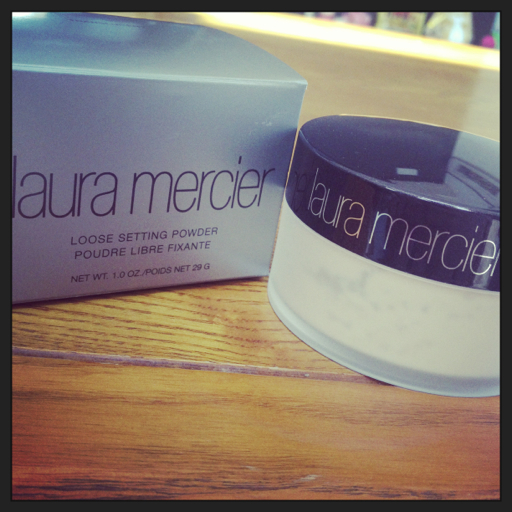 laura mercier
LOOSE SETTING POWDER
POUDRE LIBRE FIXANTE
NET WT. 1.0 OZ./POIDS NET 29 G
laura mercier